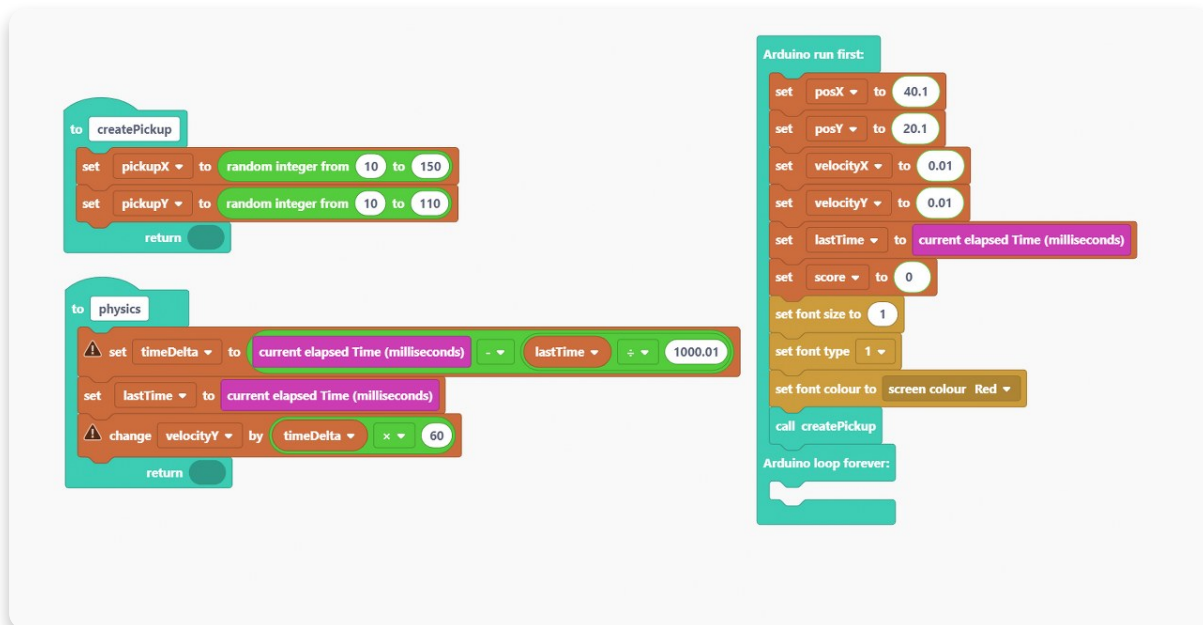 to createPickup
set pickupX to random integer from 10 to 150
set pickupY to random integer from 10 to 110
return
to physics
set timeDelta to current elapsed Time (milliseconds) - lastTime ÷ 1000.01
set lastTime to current elapsed Time (milliseconds)
change velocityY by timeDelta × 60
return
Arduino run first:
set posX to 40.1
set posY to 20.1
set velocityX to 0.01
set velocityY to 0.01
set lastTime to current elapsed Time (milliseconds)
set score to 0
set font size to 1
set font type 1
set font colour to screen colour Red
call createPickup
Arduino loop forever: